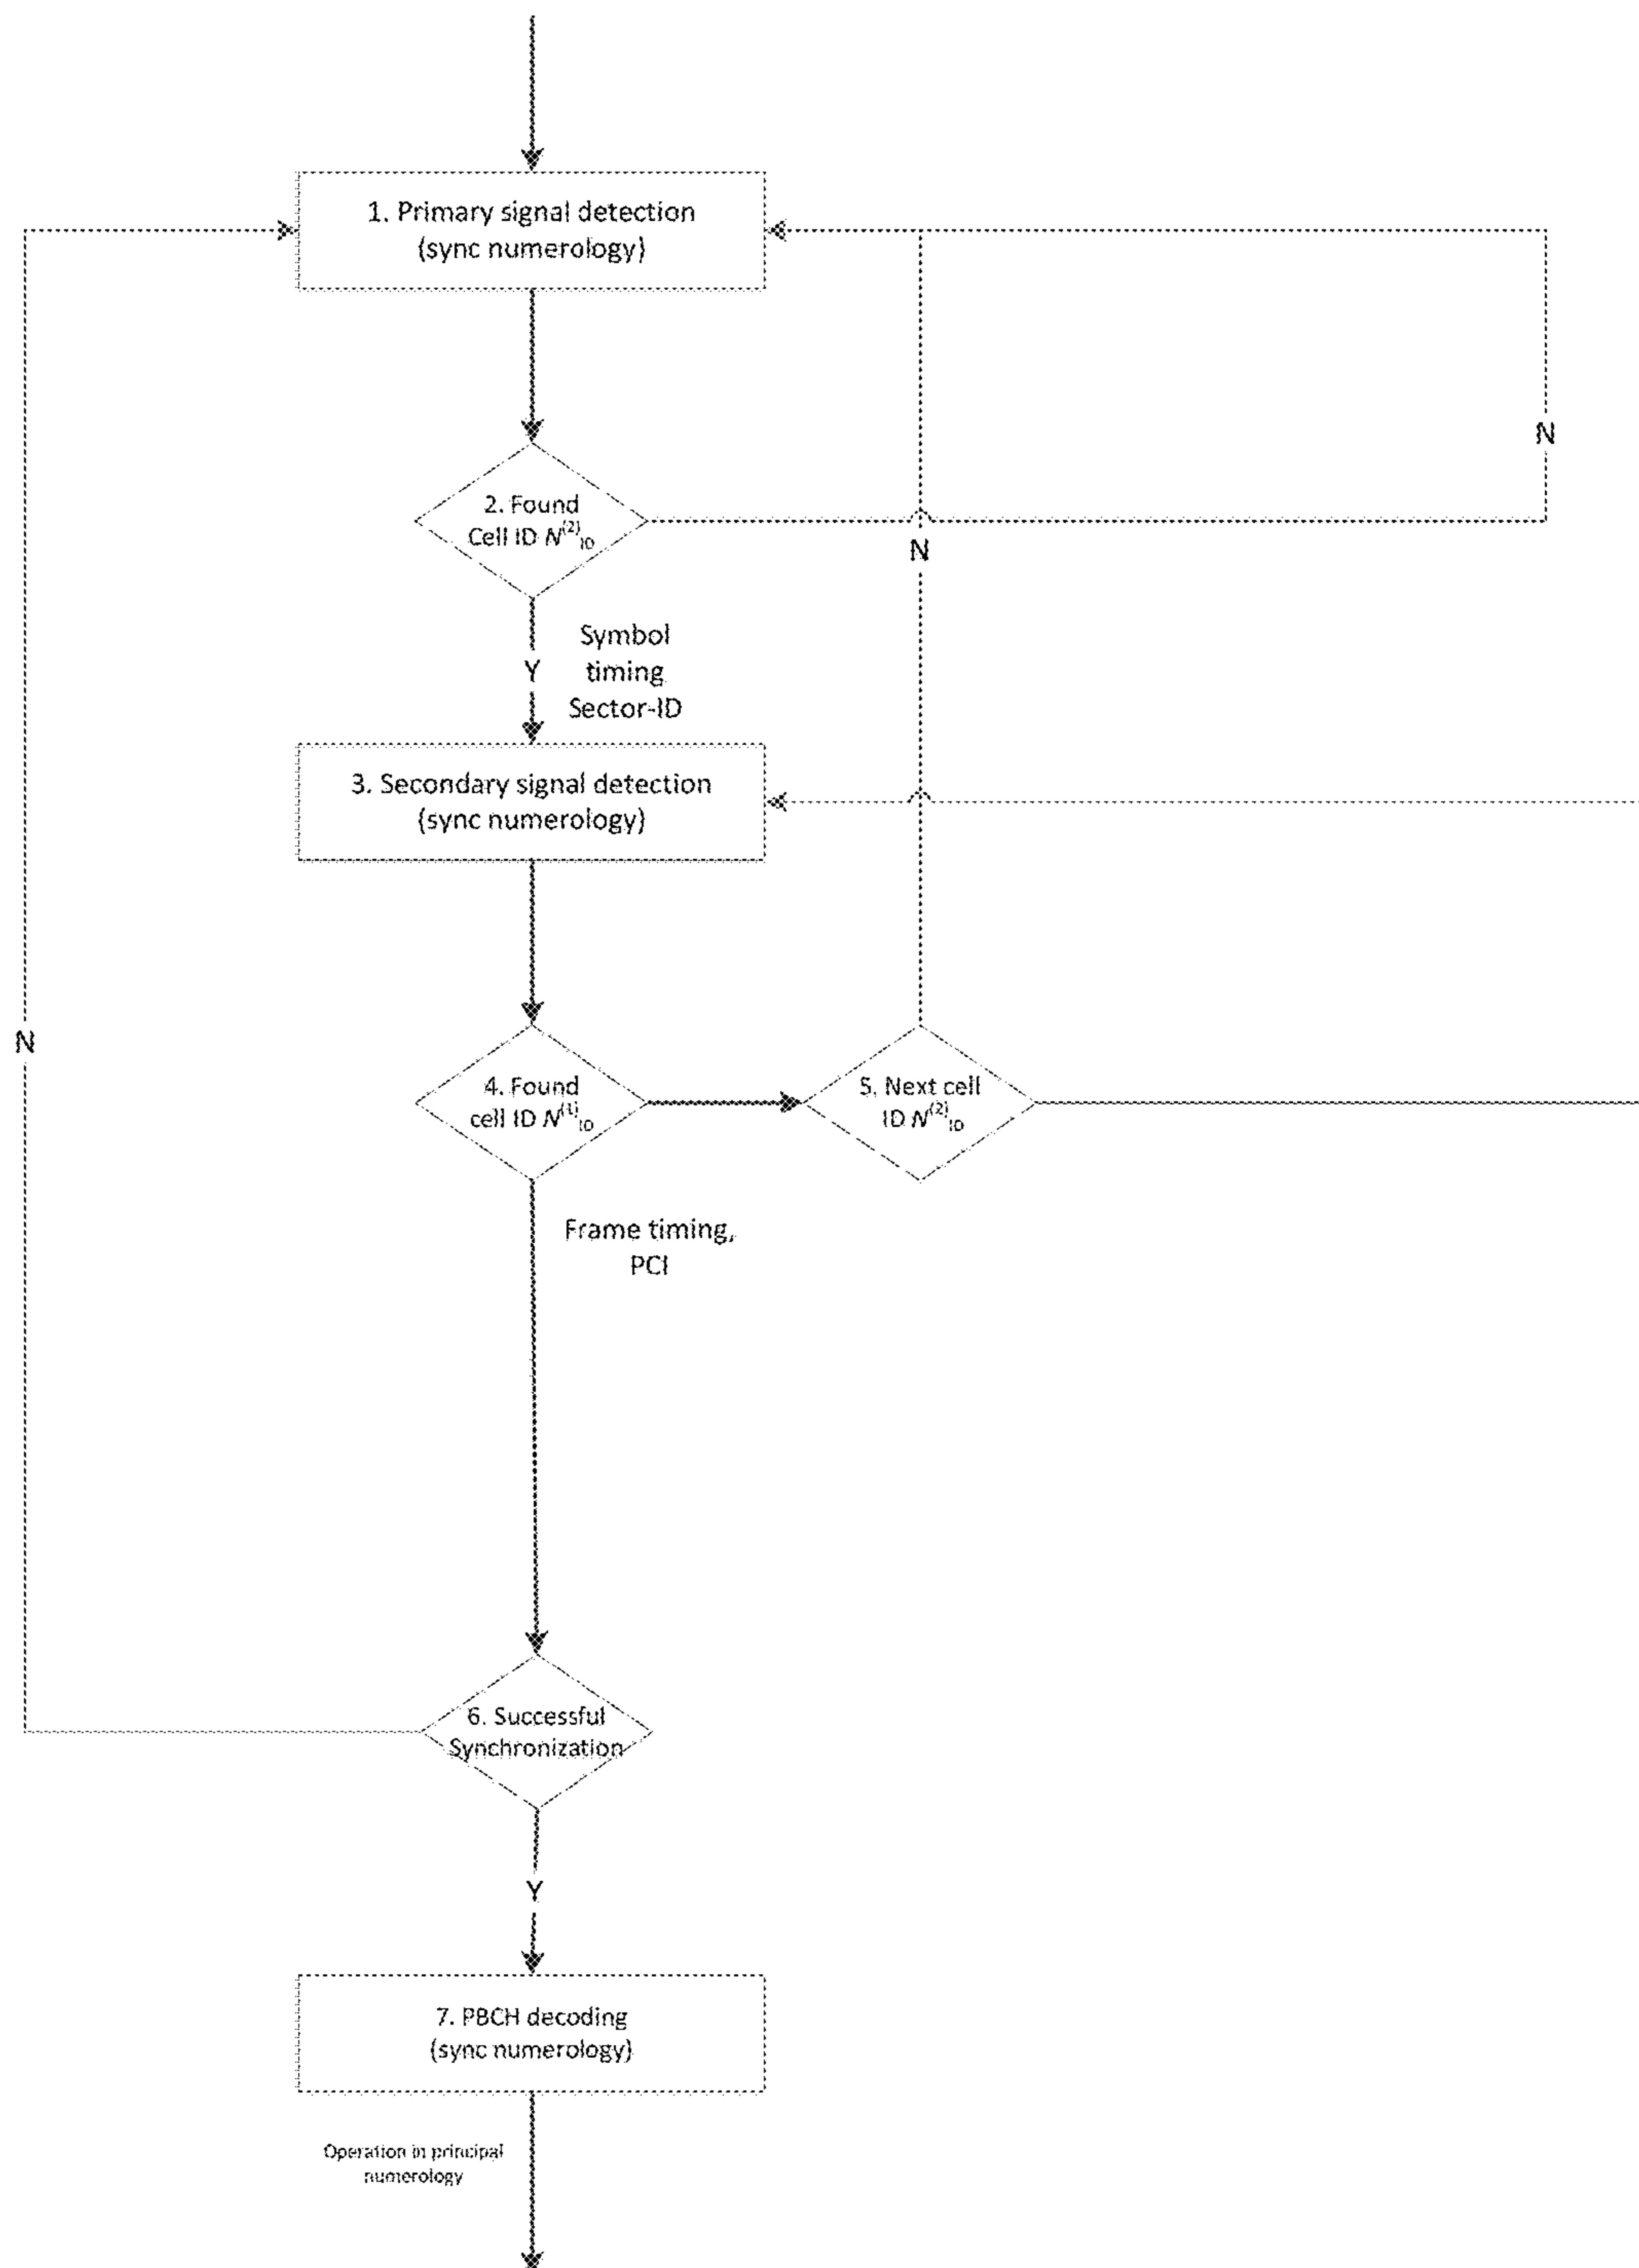 1. Primary signal detection
(sync numerology)
N
2. Found
Cell ID N(2)ID
N
Symbol
timing
Y
Sector-ID
3. Secondary signal detection
(sync numerology)
N
4. Found
cell ID N(1)ID
5. Next cell
ID N(2)ID
Frame timing,
PCI
6. Successful
Synchronization
Y
7. PBCH decoding
(sync numerology)
Operation in principal
numerology